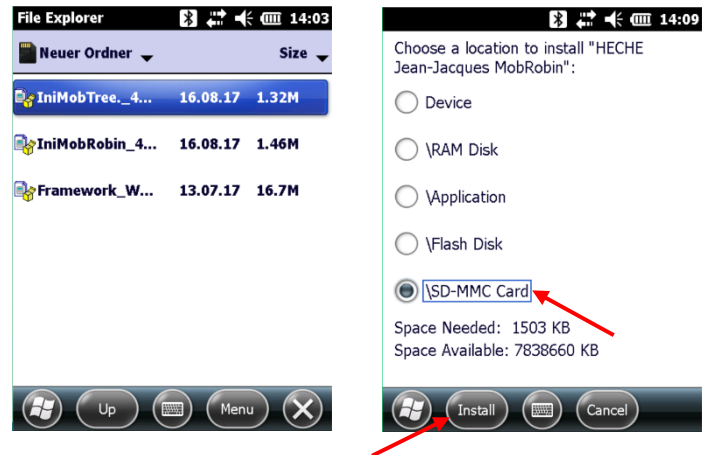 File Explorer 14:03
Neuer Ordner Size
IniMobTree._4... 16.08.17 1.32M
IniMobRobin_4... 16.08.17 1.46M
Framework_W... 13.07.17 16.7M
Up Menu
14:09
Choose a location to install "HECHE
Jean-Jacques MobRobin":
Device
\RAM Disk
\Application
\Flash Disk
\SD-MMC Card
Space Needed: 1503 KB
Space Available: 7838660 KB
Install Cancel